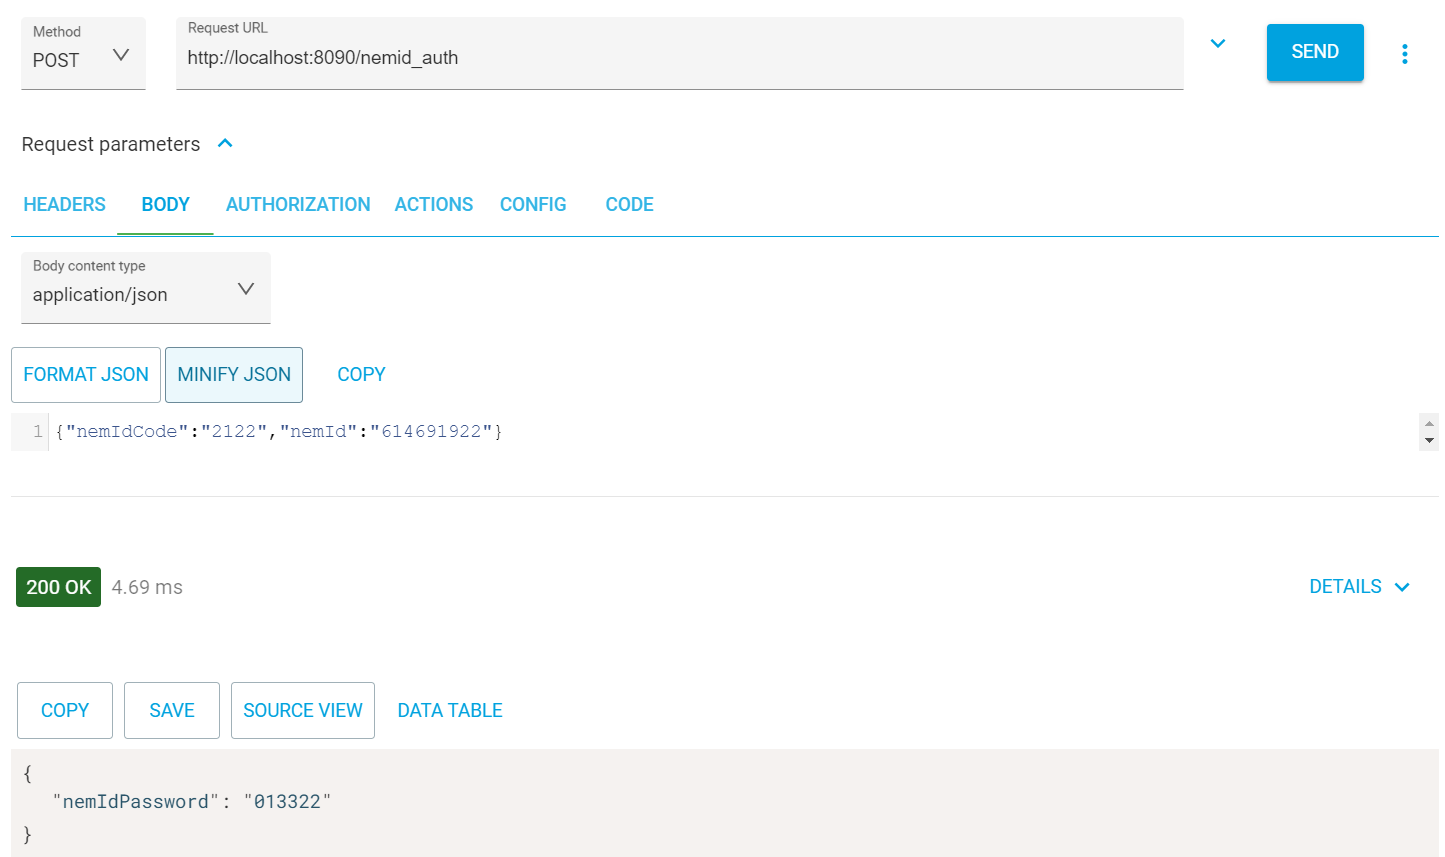 Method
POST
Request URL
http://localhost:8090/nemid_auth
SEND
Request parameters
HEADERS BODY AUTHORIZATION ACTIONS CONFIG CODE
Body content type
application/json
FORMAT JSON MINIFY JSON COPY
1 {"nemIdCode":"2122","nemId":"614691922"}
200 OK 4.69 ms DETAILS
COPY SAVE SOURCE VIEW DATA TABLE
{
"nemIdPassword": "013322"
}